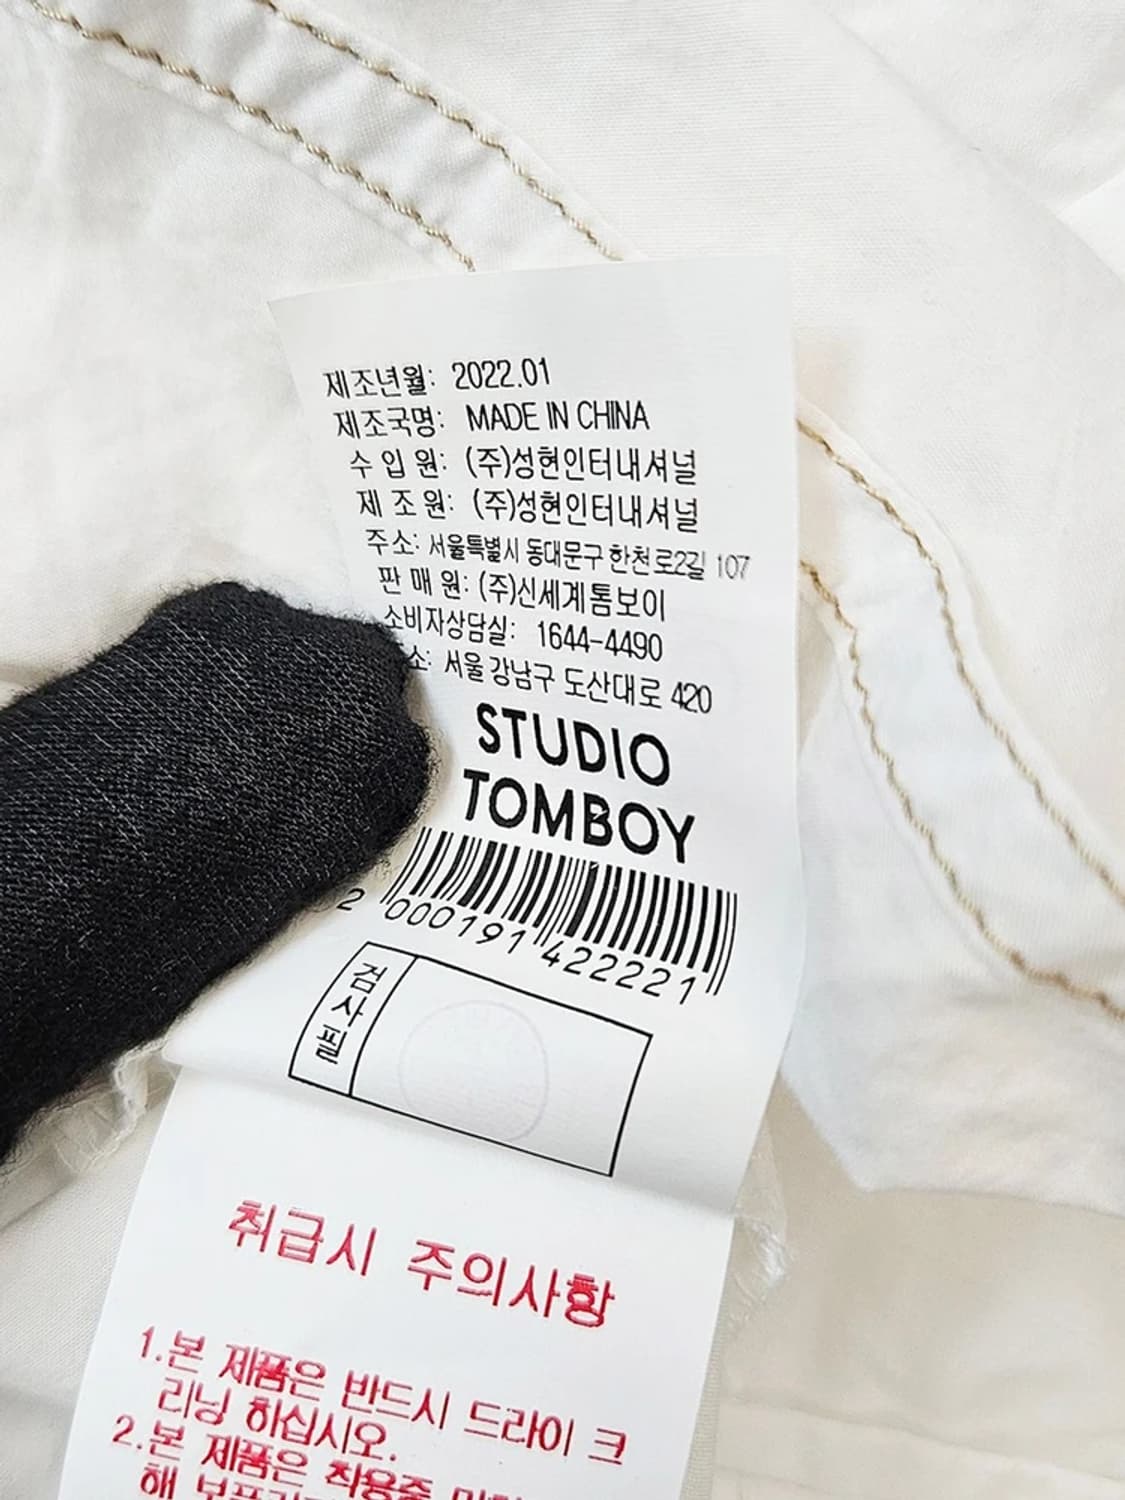 제조년월: 2022.01
제조국명: MADE IN CHINA
수 입 원: (주)성현인터내셔널
제 조 원: (주)성현인터내셔널
주소: 서울특별시 동대문구 한천로2길 107
판 매 원: (주)신세계톰보이
소비자상담실: 1644-4490
소: 서울 강남구 도산대로 420
STUDIO
TOMBOY
2 000191 422221
검사필
취급시 주의사항
1.본 제품은 반드시 드라이 크
리닝 하십시오.
2.본 제품은 착용중
해